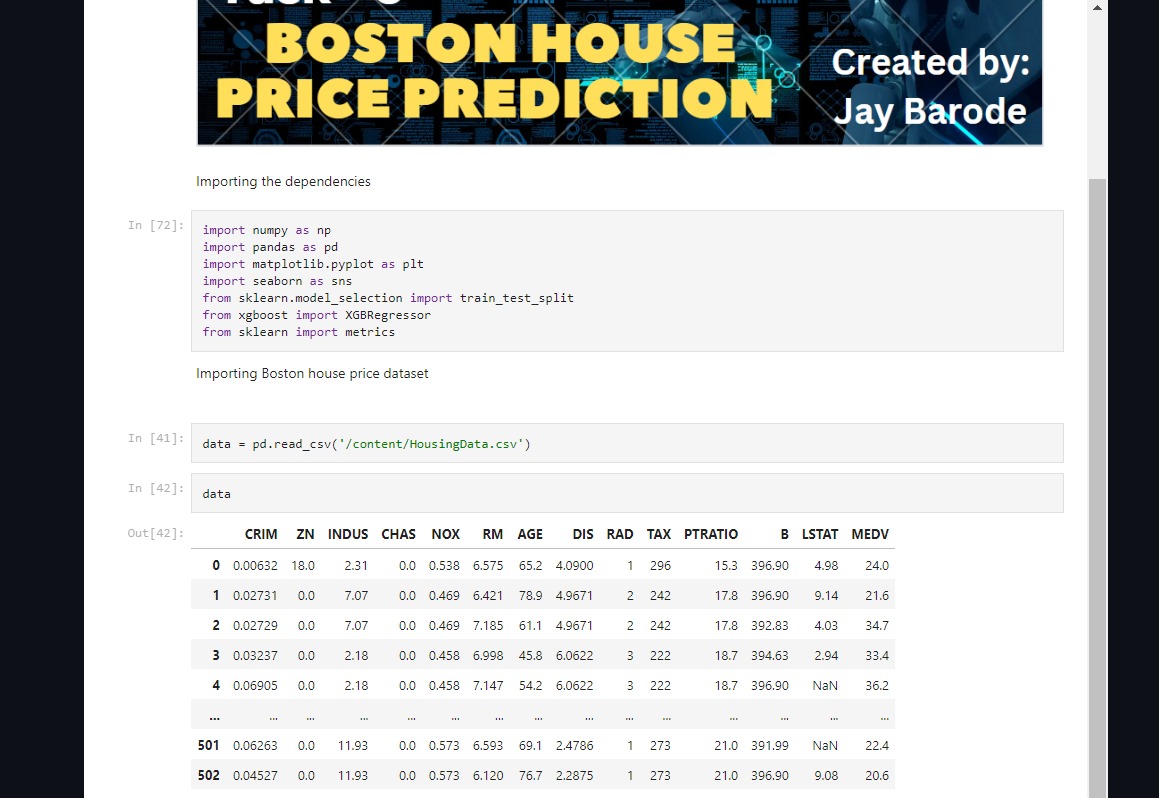 BOSTON HOUSE
PRICE PREDICTION
Created by:
Jay Barode
Importing the dependencies
In [72]:
import numpy as np
import pandas as pd
import matplotlib.pyplot as plt
import seaborn as sns
from sklearn.model_selection import train_test_split
from xgboost import XGBRegressor
from sklearn import metrics
Importing Boston house price dataset
In [41]:
data = pd.read_csv('/content/HousingData.csv')
In [42]:
data
Out[42]:
CRIM ZN INDUS CHAS NOX RM AGE DIS RAD TAX PTRATIO B LSTAT MEDV
0 0.00632 18.0 2.31 0.0 0.538 6.575 65.2 4.0900 1 296 15.3 396.90 4.98 24.0
1 0.02731 0.0 7.07 0.0 0.469 6.421 78.9 4.9671 2 242 17.8 396.90 9.14 21.6
2 0.02729 0.0 7.07 0.0 0.469 7.185 61.1 4.9671 2 242 17.8 392.83 4.03 34.7
3 0.03237 0.0 2.18 0.0 0.458 6.998 45.8 6.0622 3 222 18.7 394.63 2.94 33.4
4 0.06905 0.0 2.18 0.0 0.458 7.147 54.2 6.0622 3 222 18.7 396.90 NaN 36.2
... ... ... ... ... ... ... ... ... ... ... ... ... ... ...
501 0.06263 0.0 11.93 0.0 0.573 6.593 69.1 2.4786 1 273 21.0 391.99 NaN 22.4
502 0.04527 0.0 11.93 0.0 0.573 6.120 76.7 2.2875 1 273 21.0 396.90 9.08 20.6